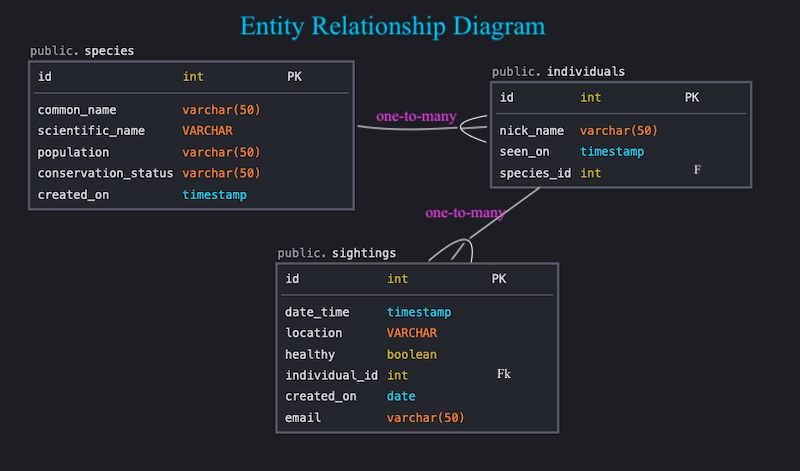 Entity Relationship Diagram
public. species
id int PK
common_name varchar(50)
scientific_name VARCHAR
population varchar(50)
conservation_status varchar(50)
created_on timestamp
one-to-many
public. individuals
id int PK
nick_name varchar(50)
seen_on timestamp
species_id int F
one-to-many
public. sightings
id int PK
date_time timestamp
location VARCHAR
healthy boolean
individual_id int Fk
created_on date
email varchar(50)